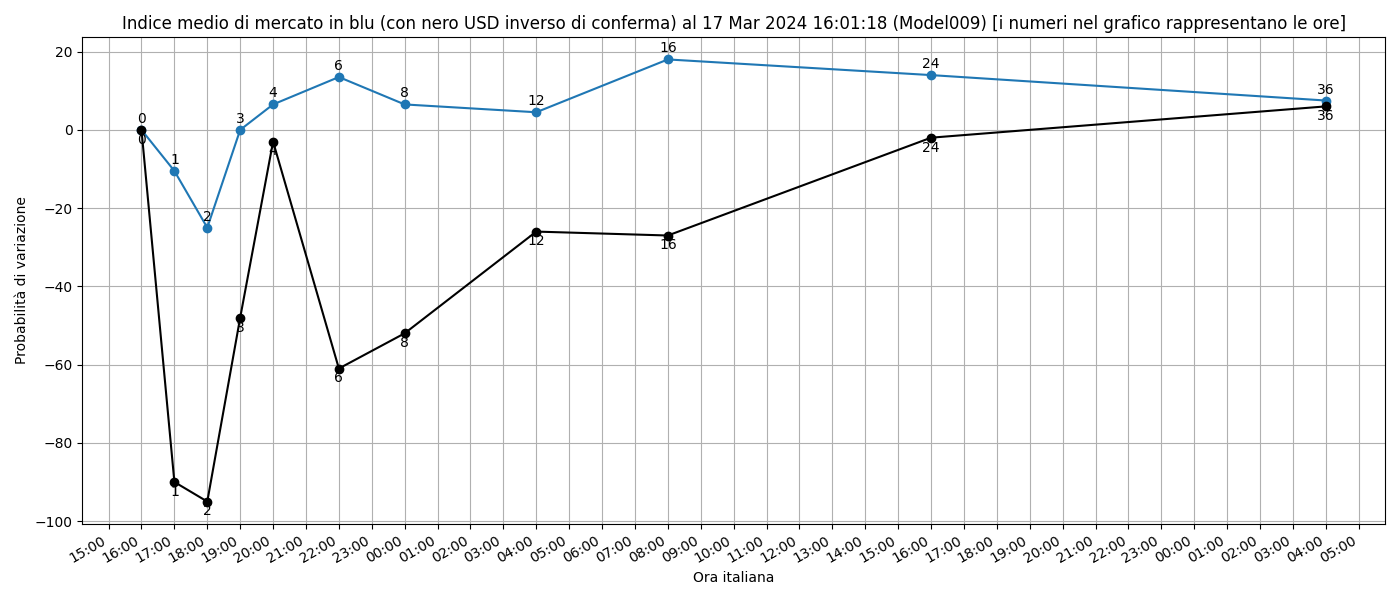 Indice medio di mercato in blu (con nero USD inverso di conferma) al 17 Mar 2024 16:01:18 (Model009) [i numeri nel grafico rappresentano le ore]
Probabilità di variazione
20
0
−20
−40
−60
−80
−100
0 1 2 3 4 6 8 12 16 24 36
0 1 2 3 4 6 8 12 16 24 36
15:00 16:00 17:00 18:00 19:00 20:00 21:00 22:00 23:00 00:00 01:00 02:00 03:00 04:00 05:00 06:00 07:00 08:00 09:00 10:00 11:00 12:00 13:00 14:00 15:00 16:00 17:00 18:00 19:00 20:00 21:00 22:00 23:00 00:00 01:00 02:00 03:00 04:00 05:00
Ora italiana